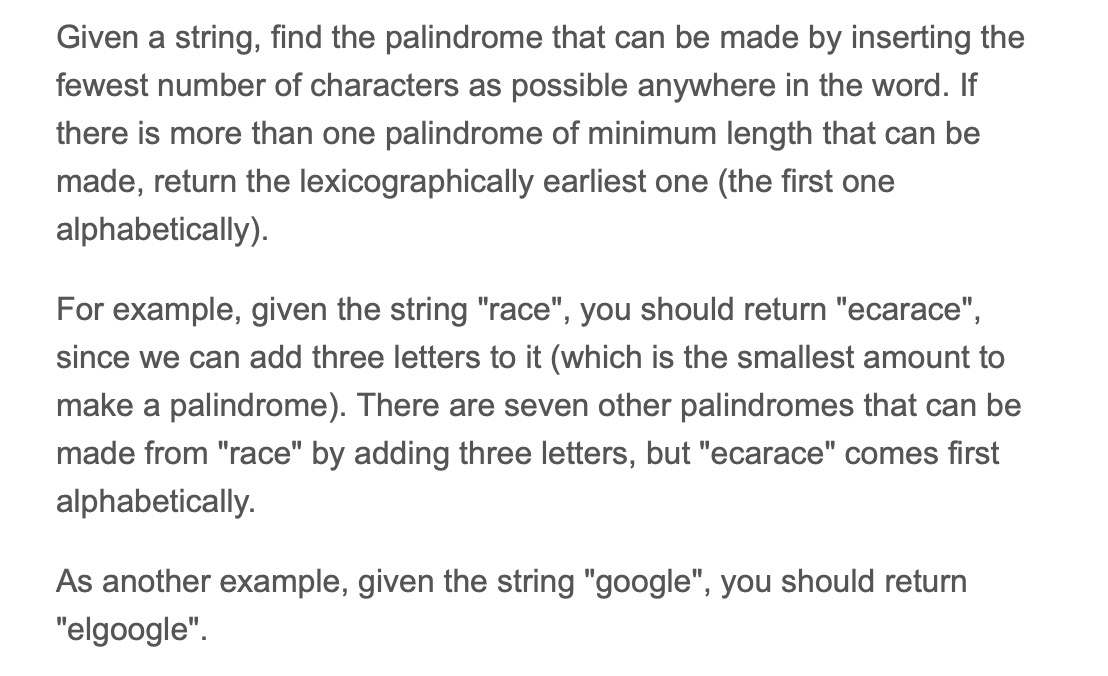 Given a string, find the palindrome that can be made by inserting the
fewest number of characters as possible anywhere in the word. If
there is more than one palindrome of minimum length that can be
made, return the lexicographically earliest one (the first one
alphabetically).
For example, given the string "race", you should return "ecarace",
since we can add three letters to it (which is the smallest amount to
make a palindrome). There are seven other palindromes that can be
made from "race" by adding three letters, but "ecarace" comes first
alphabetically.
As another example, given the string "google", you should return
"elgoogle".